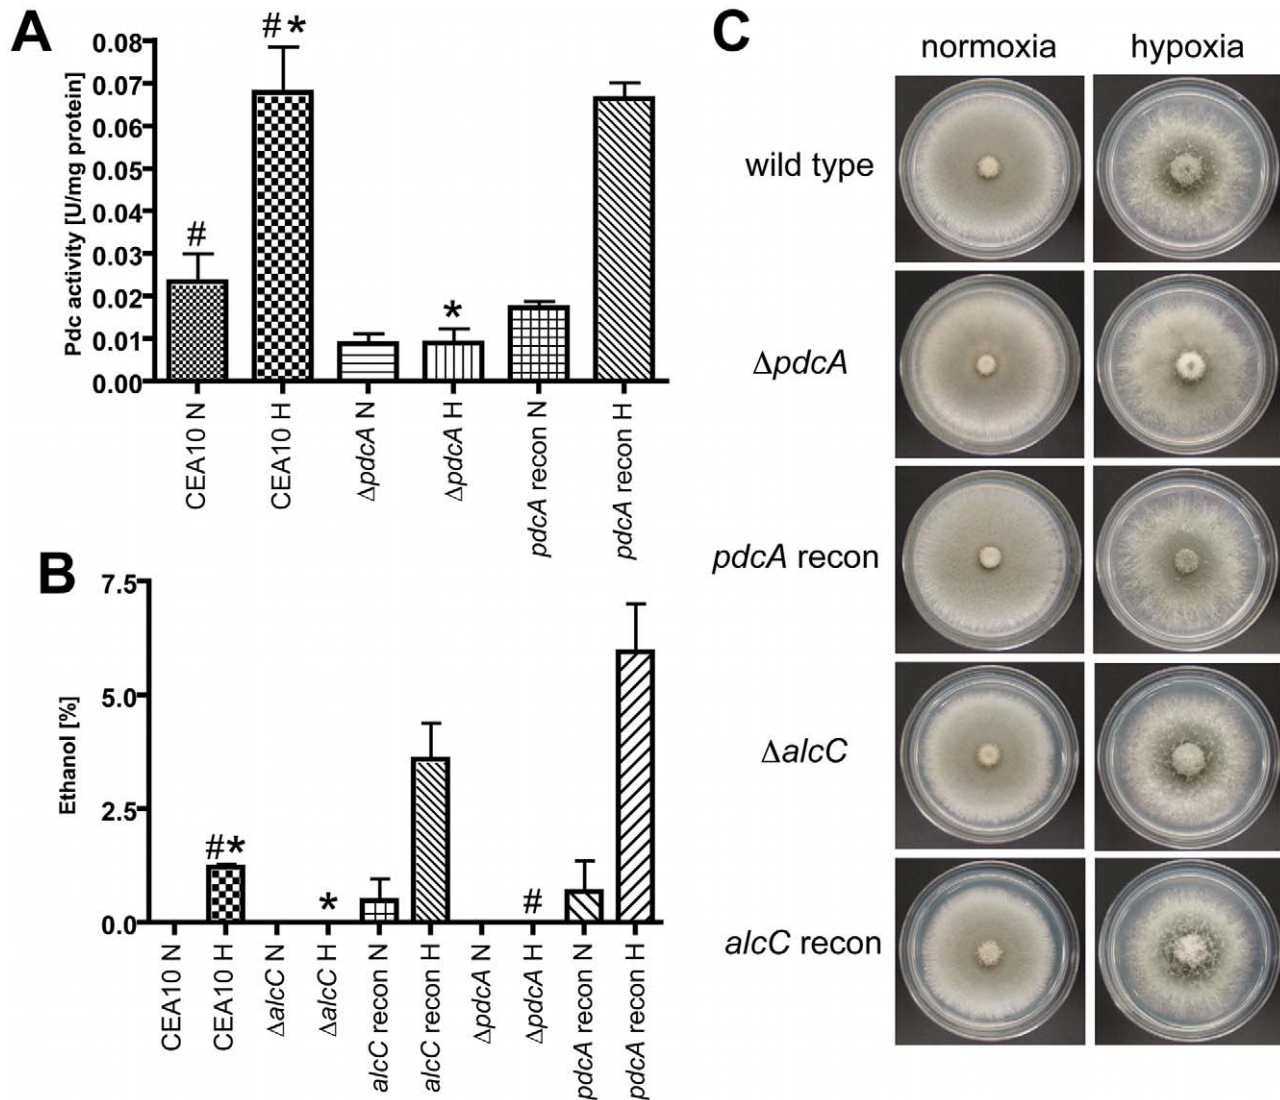 A
Pdc activity [U/mg protein]
0.08
0.07
0.06
0.05
0.04
0.03
0.02
0.01
0.00
#
#*
*
CEA10 N
CEA10 H
ΔpdcA N
ΔpdcA H
pdcA recon N
pdcA recon H
B
Ethanol [%]
7.5
5.0
2.5
0.0
#*
*
#
CEA10 N
CEA10 H
ΔalcC N
ΔalcC H
alcC recon N
alcC recon H
ΔpdcA N
ΔpdcA H
pdcA recon N
pdcA recon H
C
normoxia
hypoxia
wild type
ΔpdcA
pdcA recon
ΔalcC
alcC recon